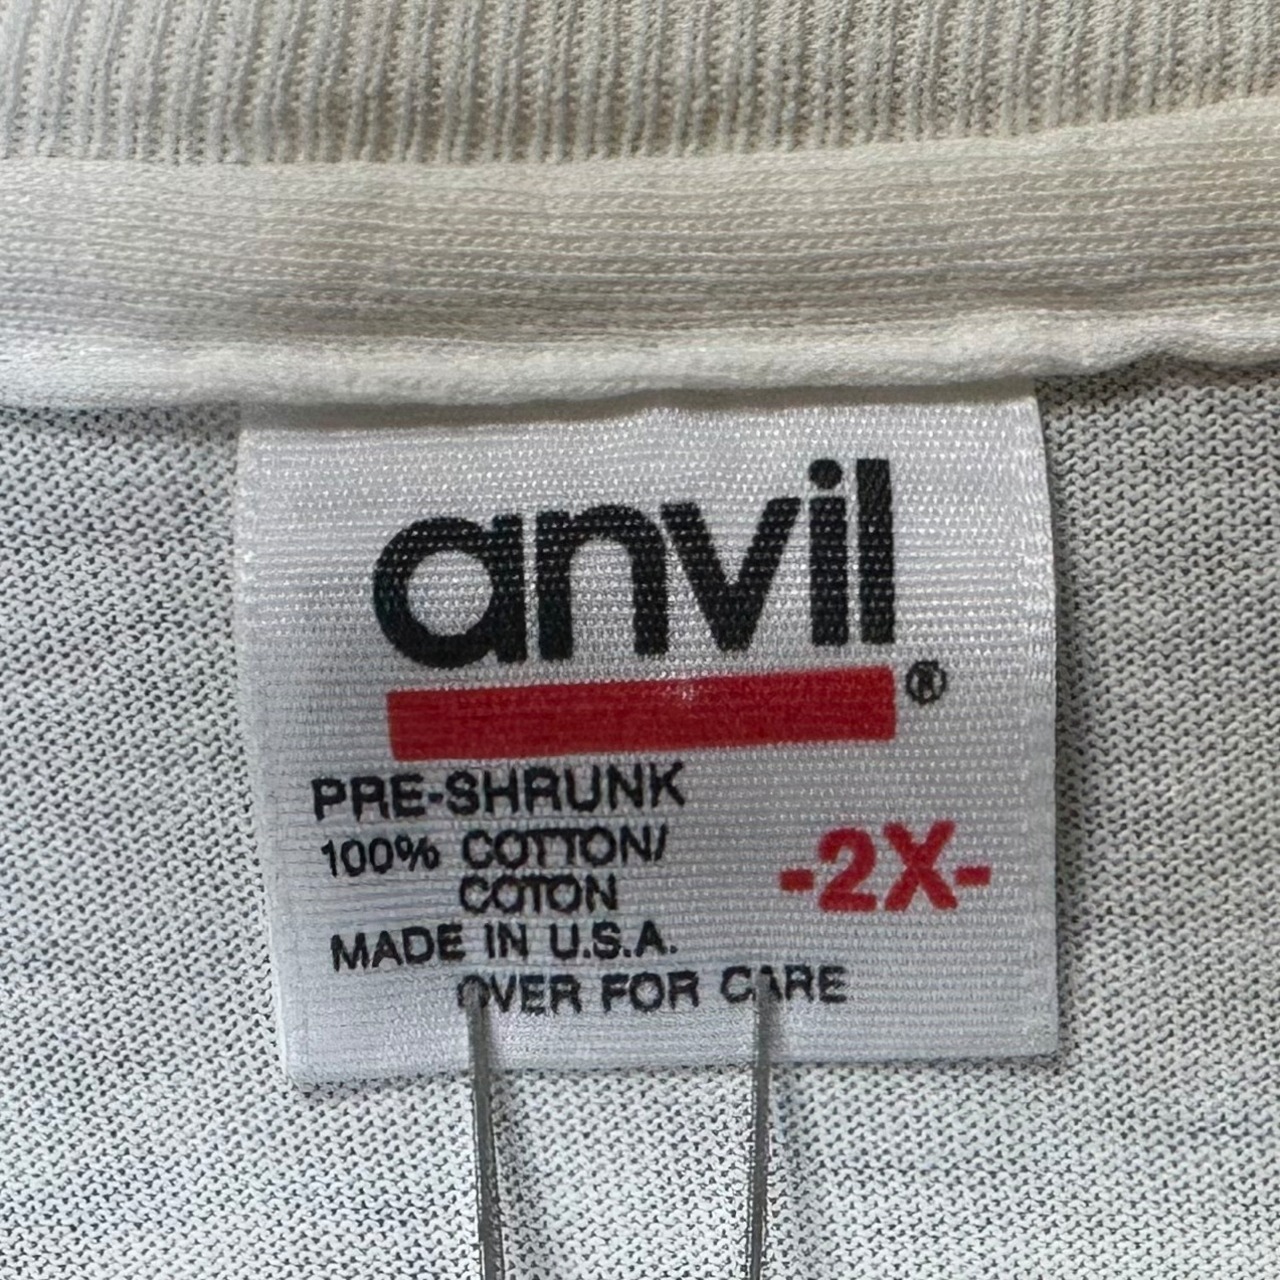 anvil®
PRE-SHRUNK
100% COTTON/
COTON
-2X-
MADE IN U.S.A.
OVER FOR CARE